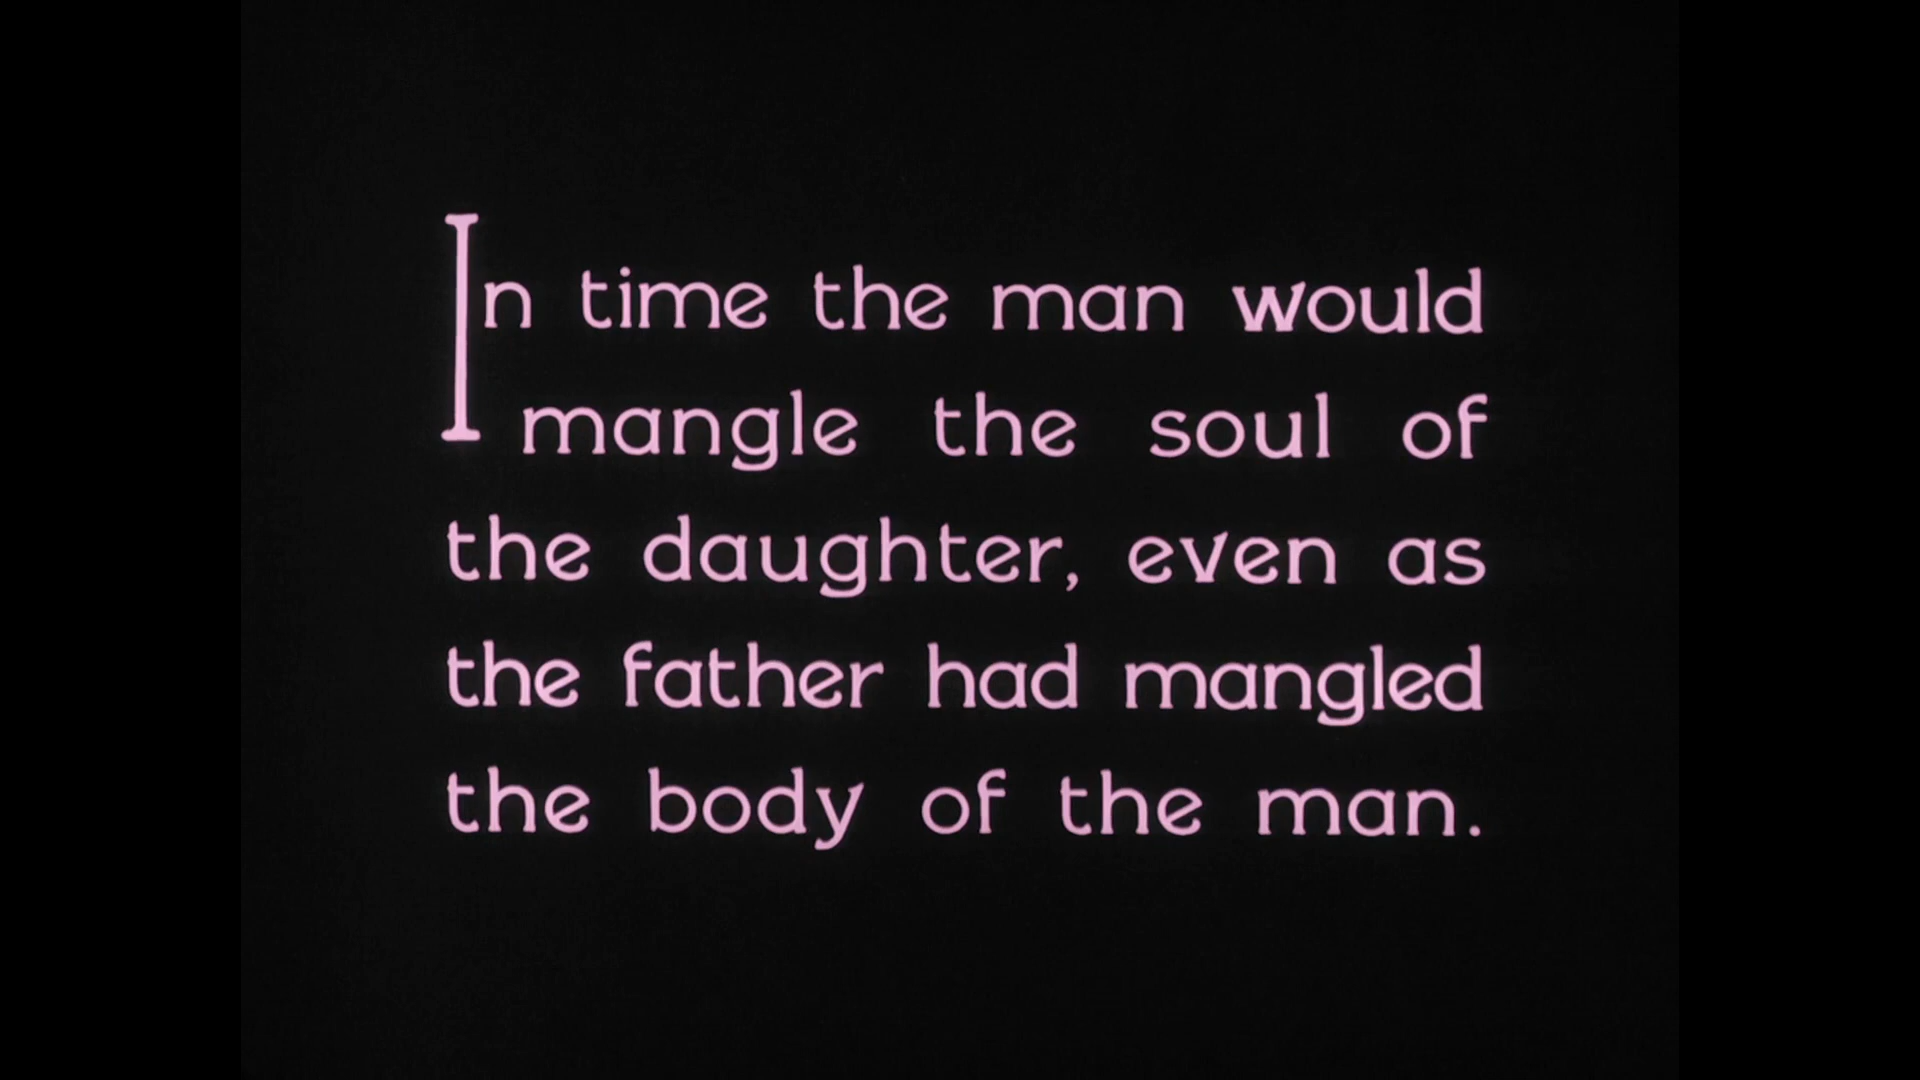 In time the man would
mangle the soul of
the daughter, even as
the father had mangled
the body of the man.